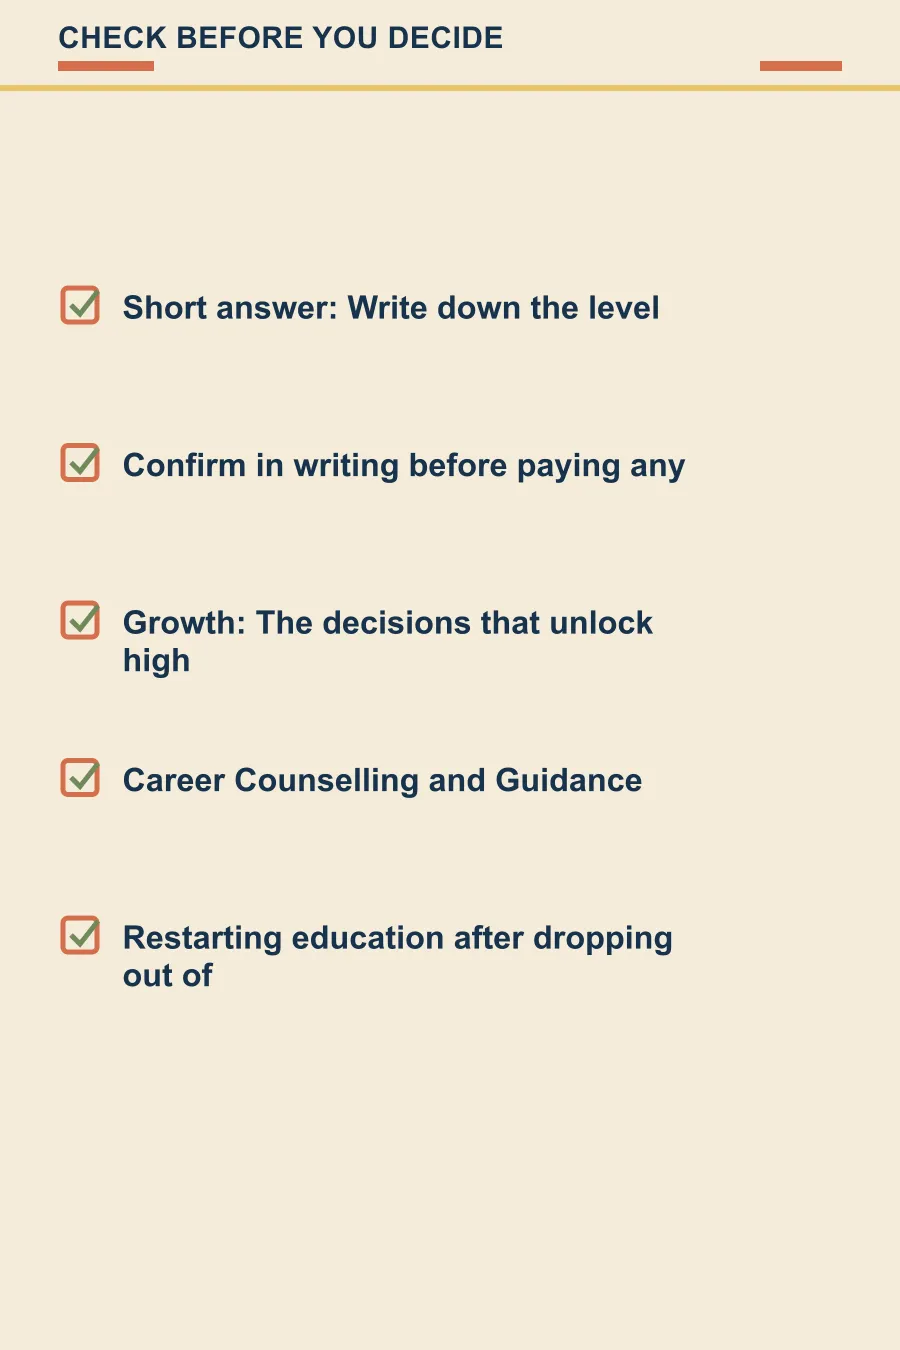 CHECK BEFORE YOU DECIDE
Short answer: Write down the level
Confirm in writing before paying any
Growth: The decisions that unlock
high
Career Counselling and Guidance
Restarting education after dropping
out of